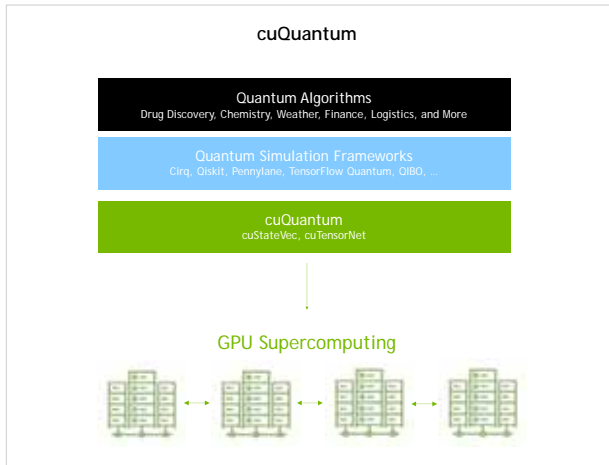 cuQuantum
Quantum Algorithms
Drug Discovery, Chemistry, Weather, Finance, Logistics, and More
Quantum Simulation Frameworks
Cirq, Qiskit, Pennylane, TensorFlow Quantum, QIBO, ...
cuQuantum
cuStateVec, cuTensorNet
GPU Supercomputing